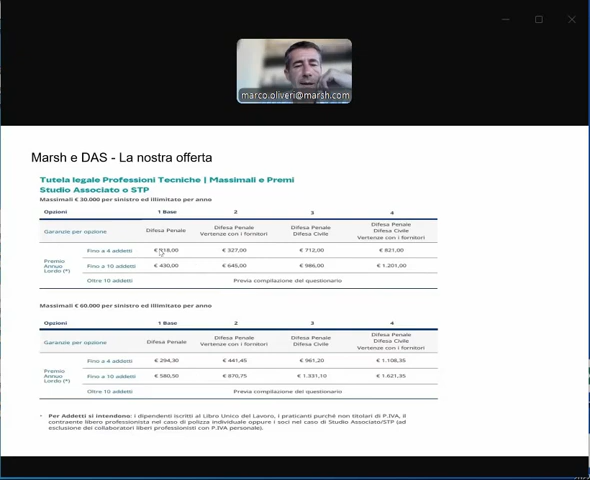 marco.oliveri@marsh.com
Marsh e DAS - La nostra offerta
Tutela legale Professioni Tecniche | Massimali e Premi
Studio Associato o STP
Massimali € 30.000 per sinistro ed illimitato per anno
Opzioni 1 Base 2 3 4
Garanzie per opzione Difesa Penale Difesa Penale Vertenze con i fornitori Difesa Penale Difesa Civile Difesa Penale Difesa Civile Vertenze con i fornitori
Premio Annuo Lordo (*)
Fino a 4 addetti € 327,00 € 712,00 € 821,00
Fino a 10 addetti € 430,00 € 645,00 € 986,00 € 1.201,00
Oltre 10 addetti Previa compilazione del questionario
Massimali € 60.000 per sinistro ed illimitato per anno
Opzioni 1 Base 2 3 4
Garanzie per opzione Difesa Penale Difesa Penale Vertenze con i fornitori Difesa Penale Difesa Civile Difesa Penale Difesa Civile Vertenze con i fornitori
Premio Annuo Lordo (*)
Fino a 4 addetti € 294,30 € 441,45 € 961,20 € 1.108,35
Fino a 10 addetti € 580,50 € 870,75 € 1.331,10 € 1.621,35
Oltre 10 addetti Previa compilazione del questionario
* Per Addetti si intendono: i dipendenti iscritti al Libro Unico del Lavoro, i praticanti purché non titolari di P.IVA, il
contraente libero professionista nel caso di polizza individuale oppure i soci nel caso di Studio Associato/STP (ad
esclusione dei collaboratori liberi professionisti con P.IVA personale).